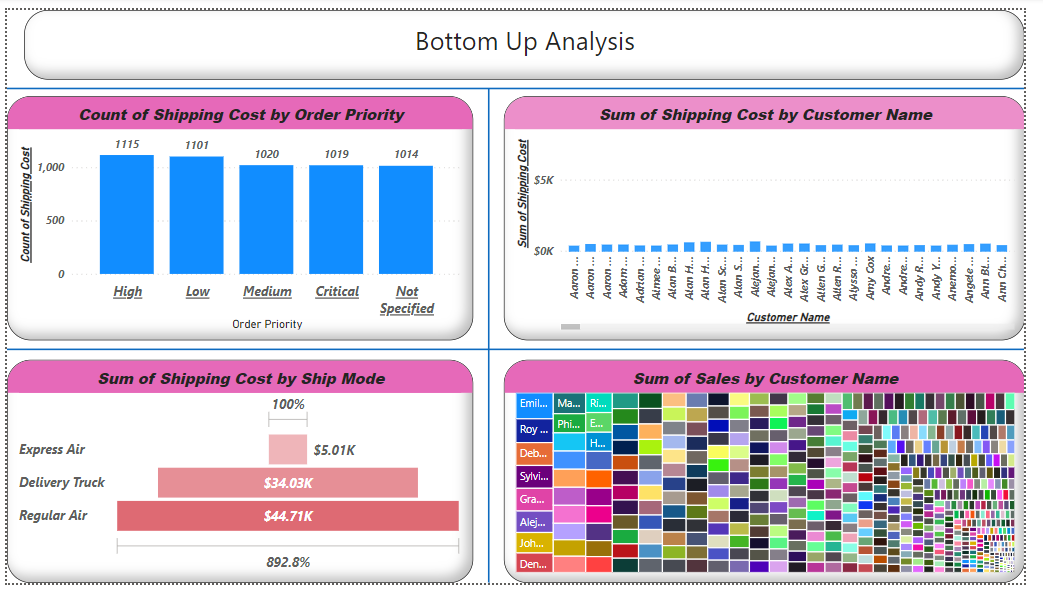 Bottom Up Analysis
Count of Shipping Cost by Order Priority
Count of Shipping Cost
1,000
500
0
1115
1101
1020
1019
1014
High
Low
Medium
Critical
Not
Specified
Order Priority
Sum of Shipping Cost by Customer Name
Sum of Shipping Cost
$5K
$0K
Aaron ...
Aaron ...
Aaron ...
Adam ...
Adrian ...
Aimee ...
Alan B...
Alan H...
Alan H...
Alan Sc...
Alan S...
Alejan...
Alejan...
Alex A...
Alex Gr...
Allen G...
Allen R...
Alyssa ...
Amy Cox
Andre...
Andre...
Andy R...
Andy Y...
Anemo...
Angele ...
Ann Bl...
Ann Ch...
Customer Name
Sum of Shipping Cost by Ship Mode
100%
Express Air
$5.01K
Delivery Truck
$34.03K
Regular Air
$44.71K
892.8%
Sum of Sales by Customer Name
Emil...
Ma...
Ri...
Roy ...
Phi...
E...
H...
Deb...
Sylvi...
Gra...
Alej...
Joh...
Den...